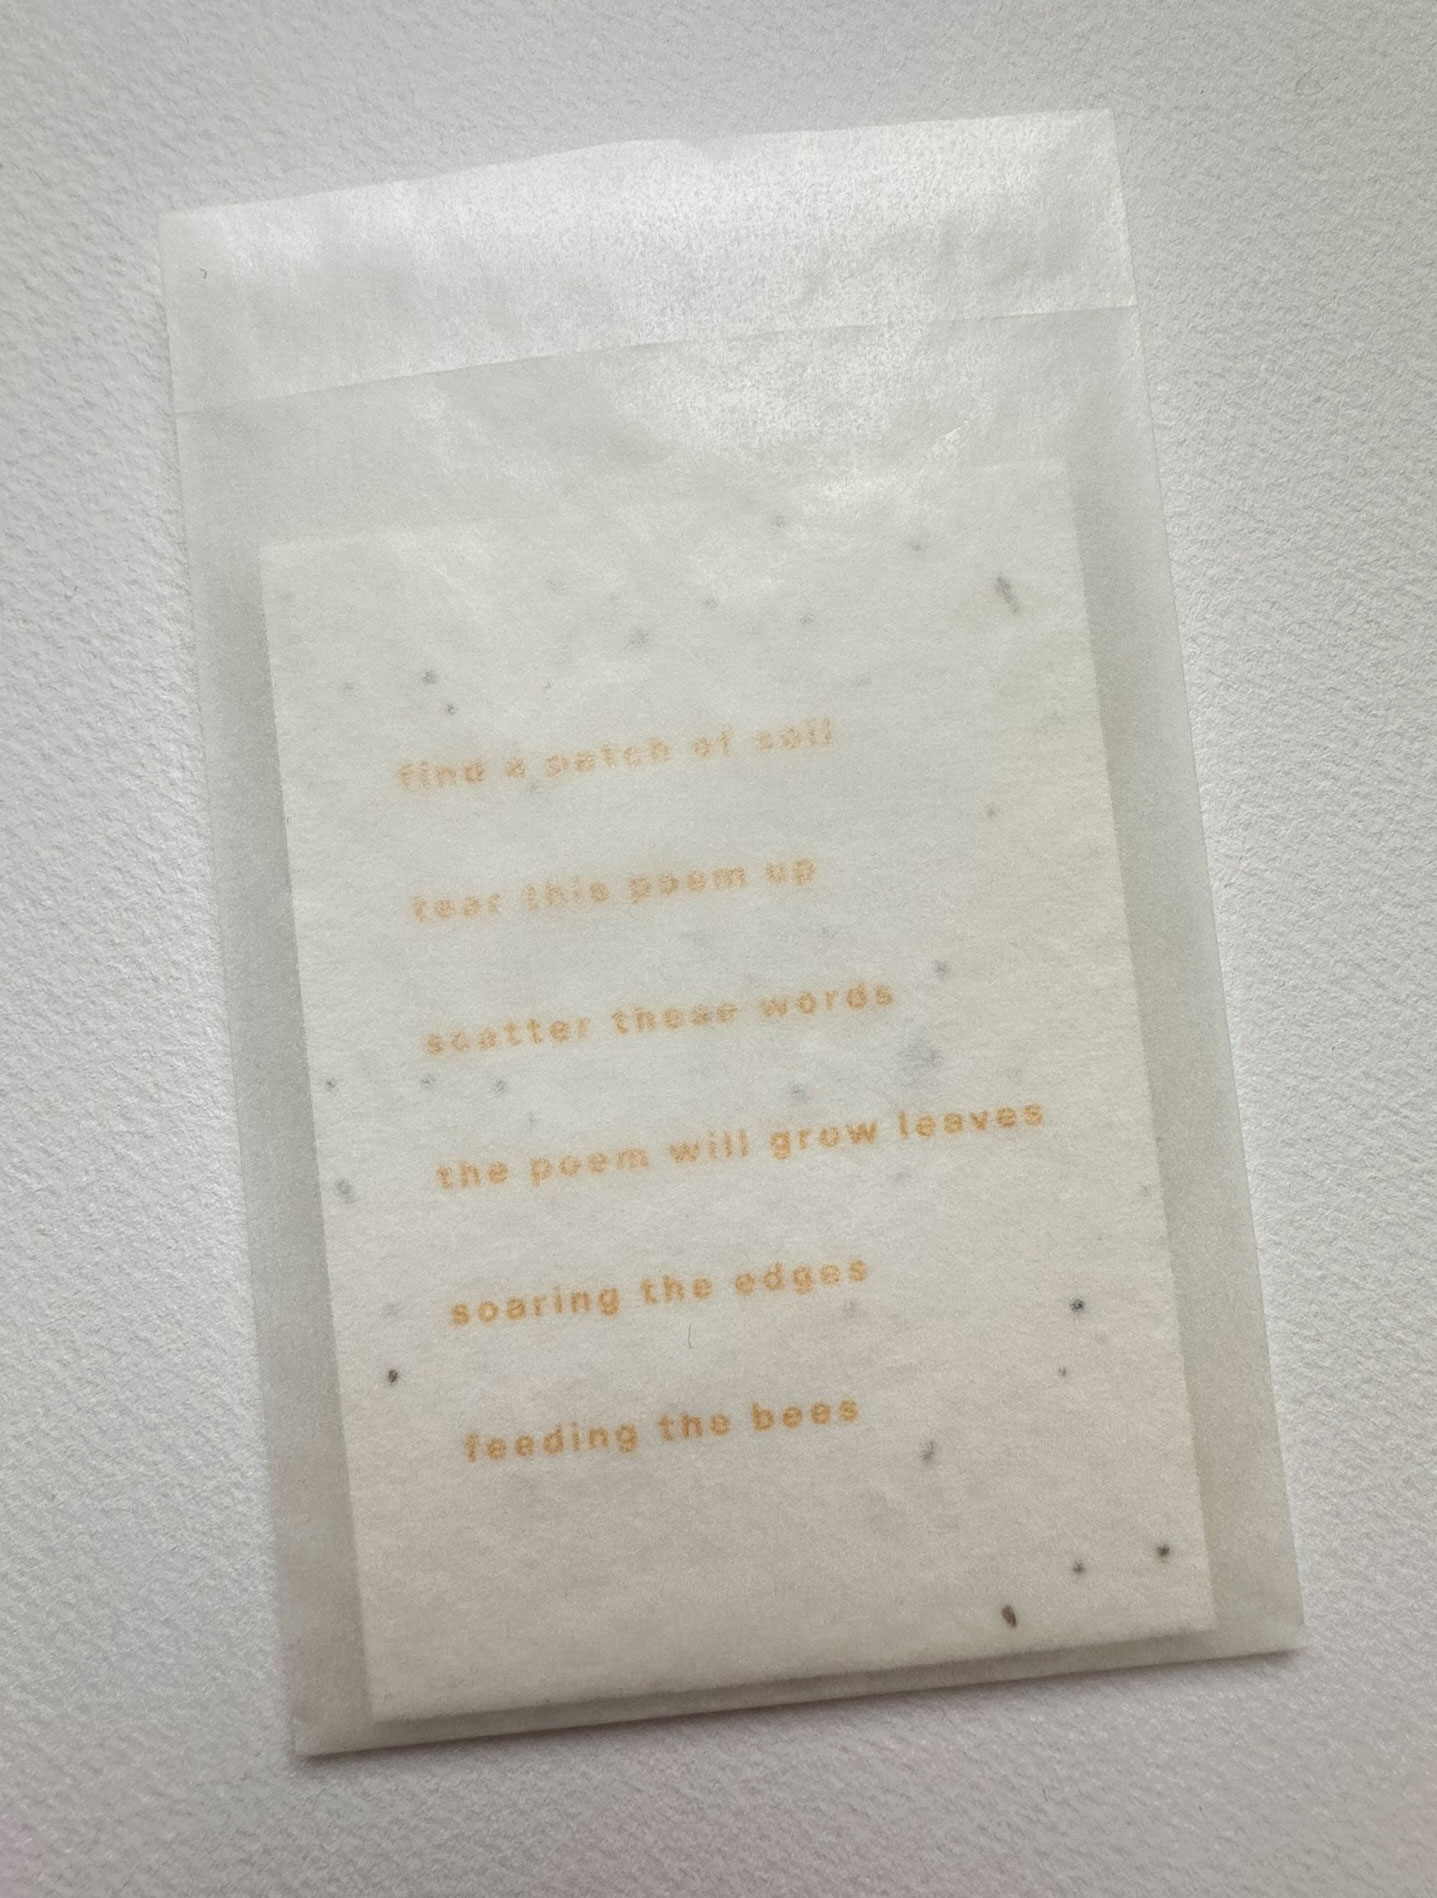 find a patch of soil
tear this poem up
scatter these words
the poem will grow leaves
soaring the edges
feeding the bees